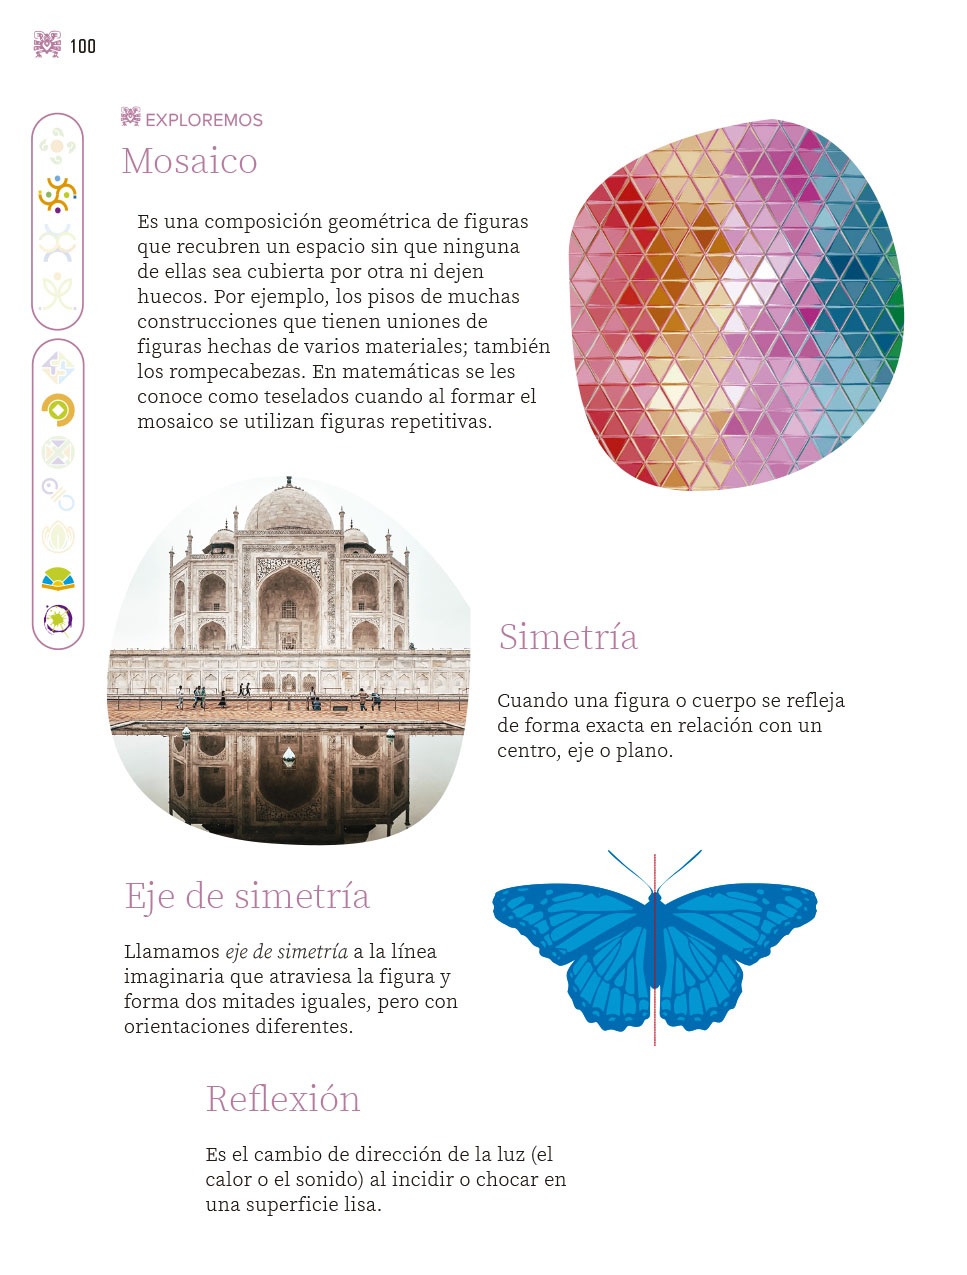 100
EXPLOREMOS
Mosaico
Es una composición geométrica de figuras
que recubren un espacio sin que ninguna
de ellas sea cubierta por otra ni dejen
huecos. Por ejemplo, los pisos de muchas
construcciones que tienen uniones de
figuras hechas de varios materiales; también
los rompecabezas. En matemáticas se les
conoce como teselados cuando al formar el
mosaico se utilizan figuras repetitivas.
Simetría
Cuando una figura o cuerpo se refleja
de forma exacta en relación con un
centro, eje o plano.
Eje de simetría
Llamamos eje de simetría a la línea
imaginaria que atraviesa la figura y
forma dos mitades iguales, pero con
orientaciones diferentes.
Reflexión
Es el cambio de dirección de la luz (el
calor o el sonido) al incidir o chocar en
una superficie lisa.